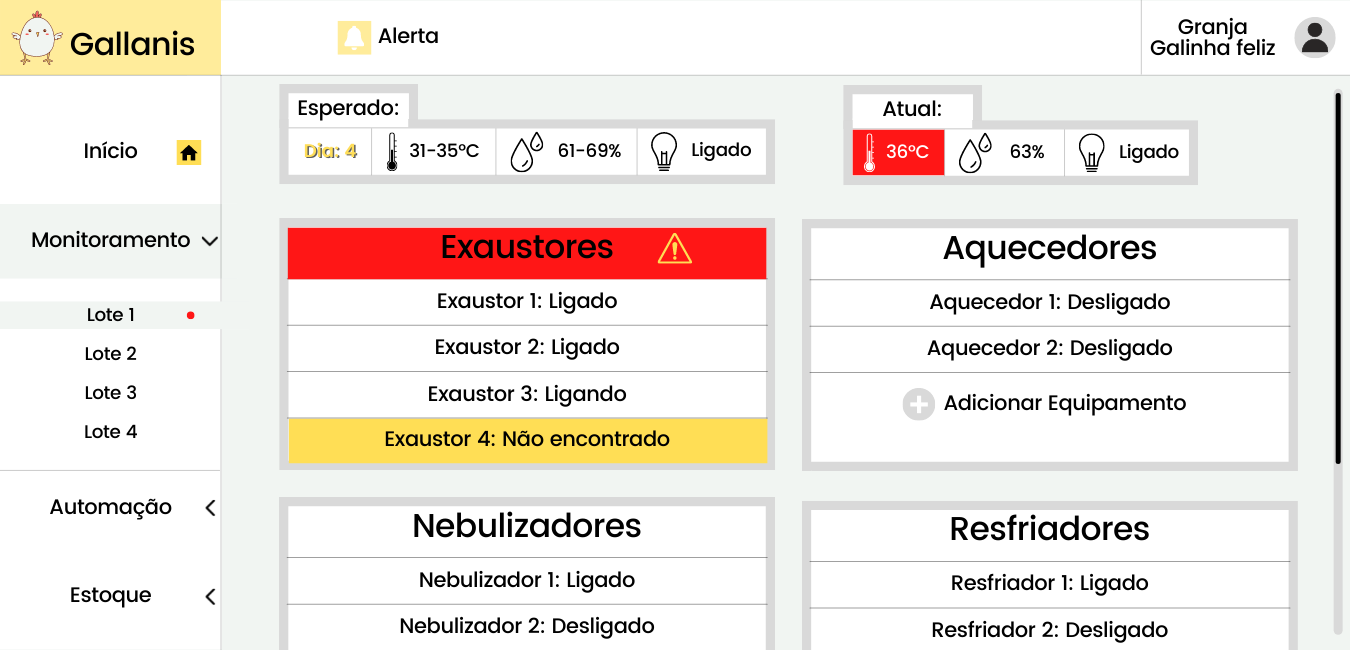 Gallanis
Alerta
Granja
Galinha feliz
Início
Monitoramento
Lote 1
Lote 2
Lote 3
Lote 4
Automação
Estoque
Esperado:
Dia: 4
31-35°C
61-69%
Ligado
Atual:
36°C
63%
Ligado
Exaustores
Exaustor 1: Ligado
Exaustor 2: Ligado
Exaustor 3: Ligando
Exaustor 4: Não encontrado
Aquecedores
Aquecedor 1: Desligado
Aquecedor 2: Desligado
Adicionar Equipamento
Nebulizadores
Nebulizador 1: Ligado
Nebulizador 2: Desligado
Resfriadores
Resfriador 1: Ligado
Resfriador 2: Desligado